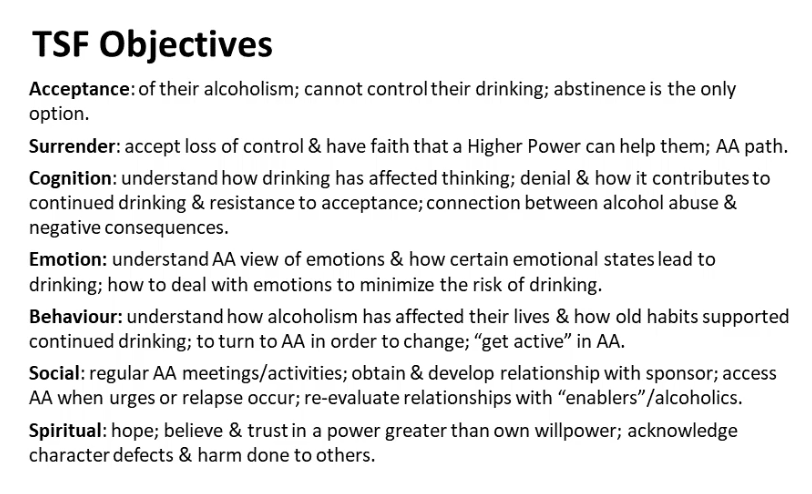 TSF Objectives
Acceptance: of their alcoholism; cannot control their drinking; abstinence is the only
option.
Surrender: accept loss of control & have faith that a Higher Power can help them; AA path.
Cognition: understand how drinking has affected thinking; denial & how it contributes to
continued drinking & resistance to acceptance; connection between alcohol abuse &
negative consequences.
Emotion: understand AA view of emotions & how certain emotional states lead to
drinking; how to deal with emotions to minimize the risk of drinking.
Behaviour: understand how alcoholism has affected their lives & how old habits supported
continued drinking; to turn to AA in order to change; “get active” in AA.
Social: regular AA meetings/activities; obtain & develop relationship with sponsor; access
AA when urges or relapse occur; re-evaluate relationships with “enablers”/alcoholics.
Spiritual: hope; believe & trust in a power greater than own willpower; acknowledge
character defects & harm done to others.